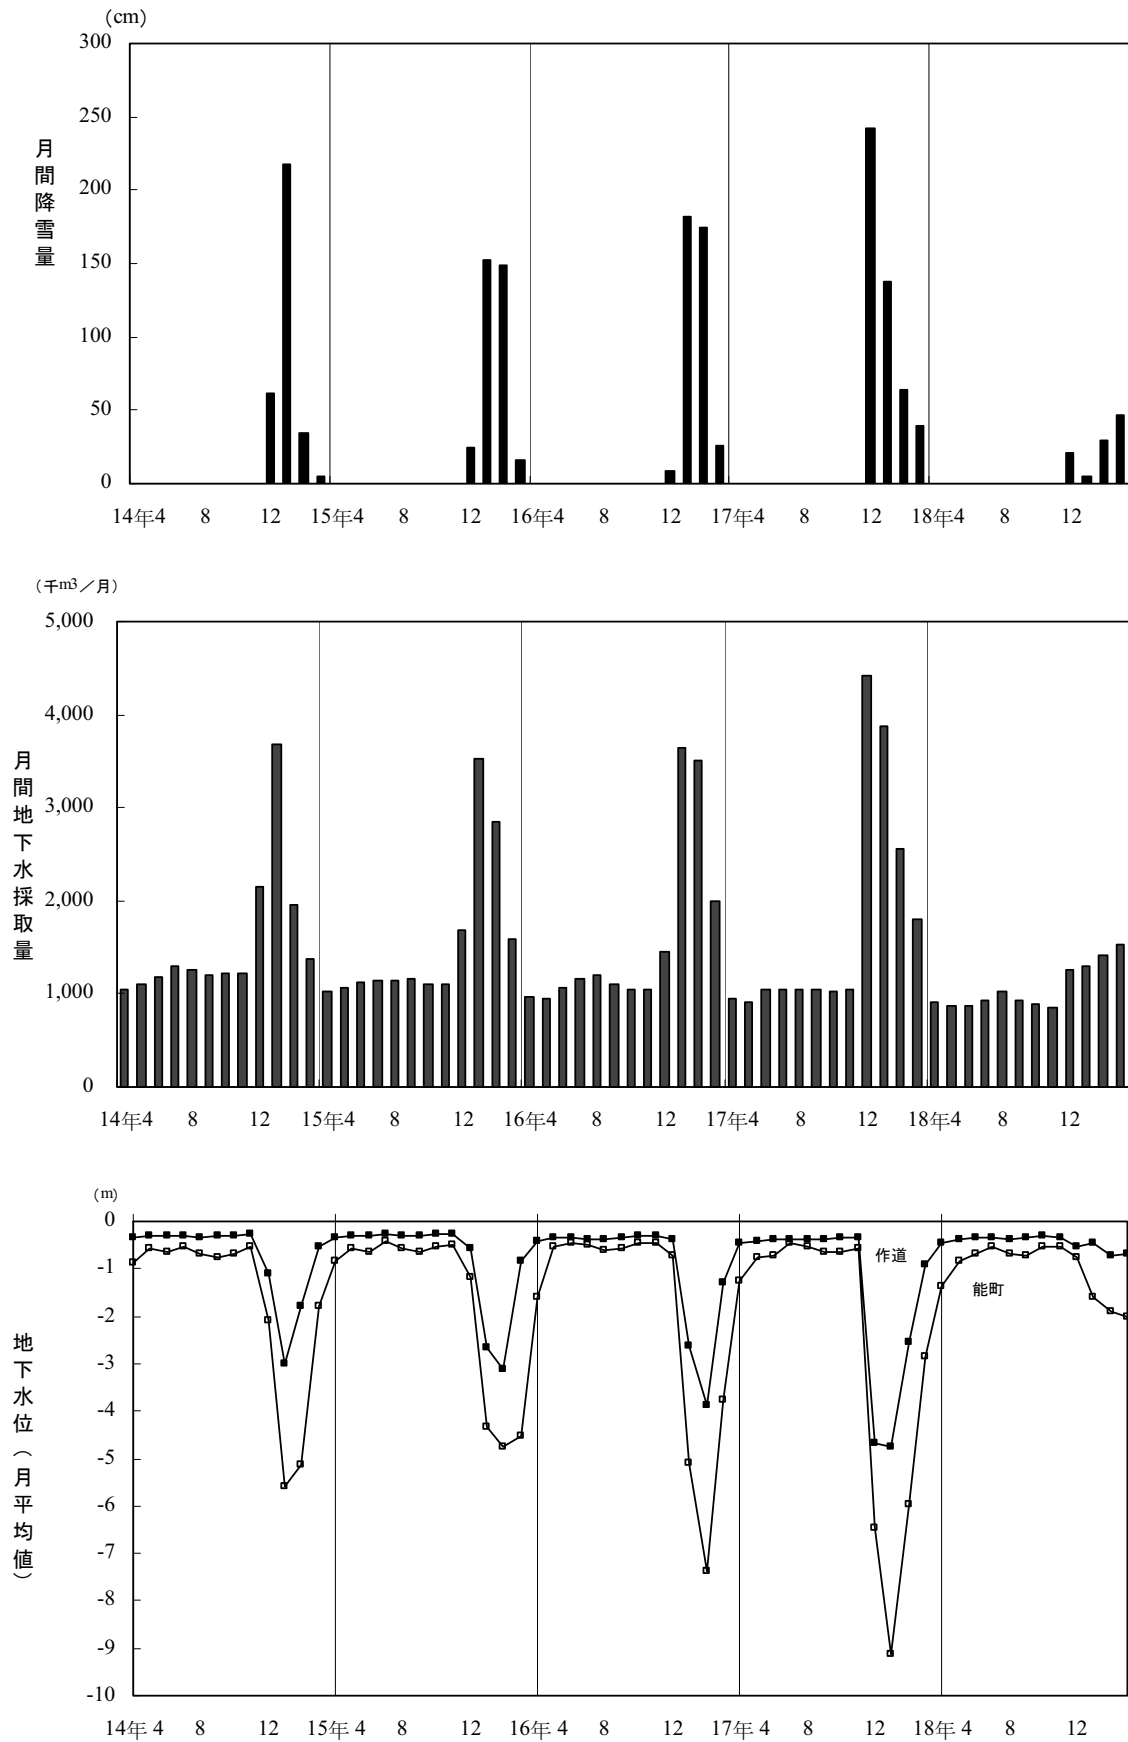 (cm)
300
250
200
150
100
50
0
月間降雪量
14年4 8 12 15年4 8 12 16年4 8 12 17年4 8 12 18年4 8 12
(千m3/月)
5,000
4,000
3,000
2,000
1,000
0
月間地下水採取量
14年4 8 12 15年4 8 12 16年4 8 12 17年4 8 12 18年4 8 12
(m)
0
-1
-2
-3
-4
-5
-6
-7
-8
-9
-10
地下水位(月平均値)
作道
能町
14年 4 8 12 15年 4 8 12 16年 4 8 12 17年 4 8 12 18年 4 8 12